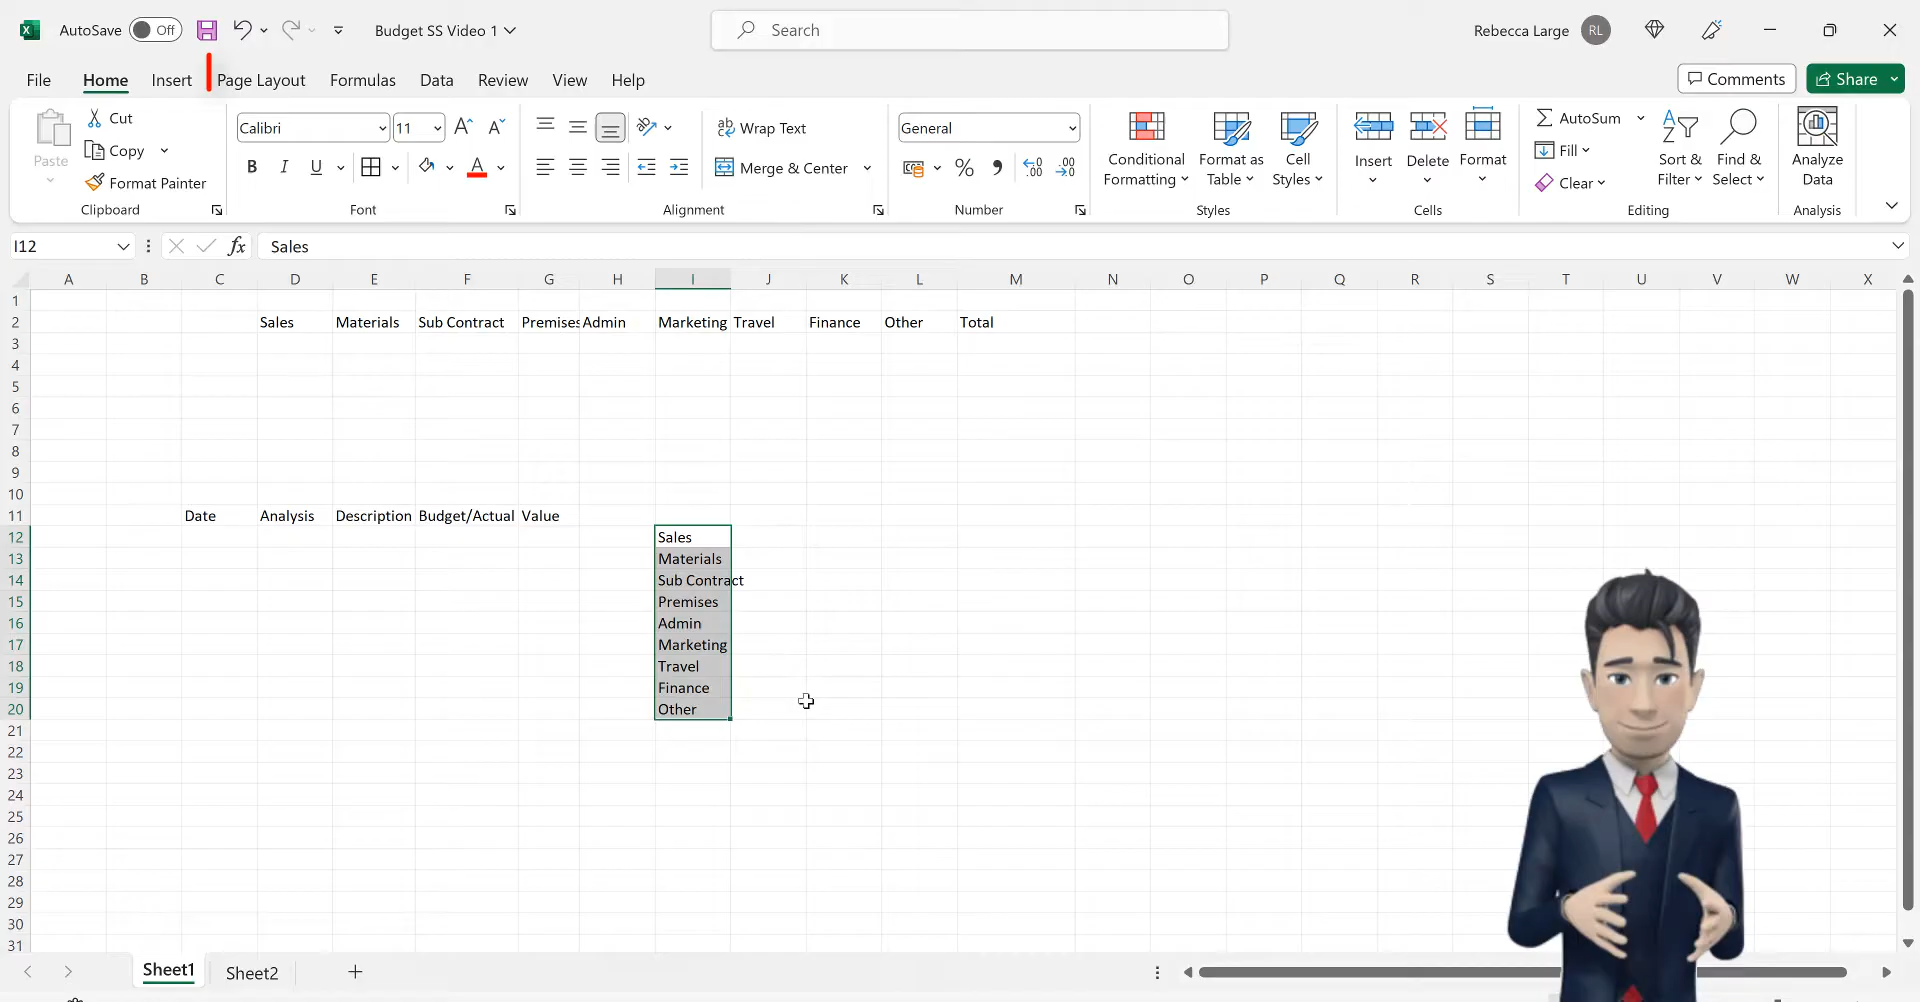 AutoSave Off Budget SS Video 1 Search Rebecca Large RL
File Home Insert Page Layout Formulas Data Review View Help Comments Share
Paste Cut Copy Format Painter Clipboard
Calibri 11 B I U A Font
Wrap Text Merge & Center Alignment
General % Number
Conditional Formatting Format as Table Cell Styles Styles
Insert Delete Format Cells
AutoSum Fill Clear Sort & Filter Find & Select Editing
Analyze Data Analysis
I12 fx Sales
A B C D E F G H I J K L M N O P Q R S T U V W X
1
2 Sales Materials Sub Contract Premises Admin Marketing Travel Finance Other Total
3
4
5
6
7
8
9
10
11 Date Analysis Description Budget/Actual Value
12 Sales
13 Materials
14 Sub Contract
15 Premises
16 Admin
17 Marketing
18 Travel
19 Finance
20 Other
21
22
23
24
25
26
27
28
29
30
31
Sheet1 Sheet2